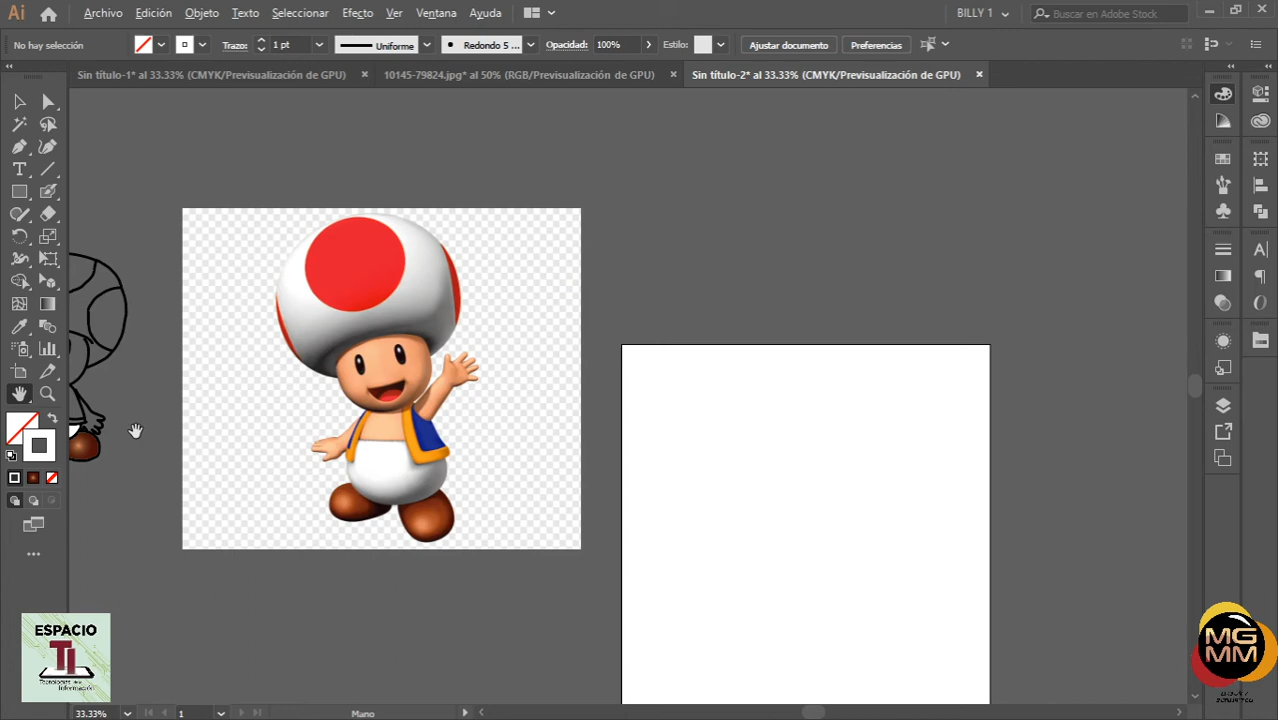 Ai
Archivo Edición Objeto Texto Seleccionar Efecto Ver Ventana Ayuda BILLY 1 Buscar en Adobe Stock
No hay selección Trazo: 1 pt Uniforme Redondo 5 ... Opacidad: 100% Estilo: Ajustar documento Preferencias
Sin título-1* al 33.33% (CMYK/Previsualización de GPU) 10145-79824.jpg* al 50% (RGB/Previsualización de GPU) Sin título-2* al 33.33% (CMYK/Previsualización de GPU)
ESPACIO
TI
MGMM
33.33% 1 Mano